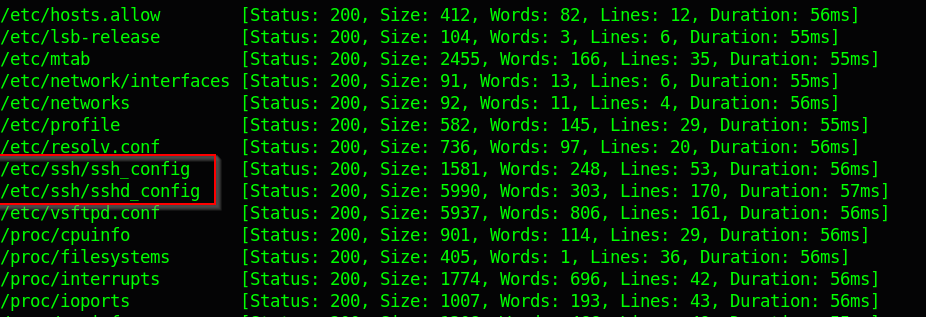 /etc/hosts.allow [Status: 200, Size: 412, Words: 82, Lines: 12, Duration: 56ms]
/etc/lsb-release [Status: 200, Size: 104, Words: 3, Lines: 6, Duration: 55ms]
/etc/mtab [Status: 200, Size: 2455, Words: 166, Lines: 35, Duration: 55ms]
/etc/network/interfaces [Status: 200, Size: 91, Words: 13, Lines: 6, Duration: 55ms]
/etc/networks [Status: 200, Size: 92, Words: 11, Lines: 4, Duration: 56ms]
/etc/profile [Status: 200, Size: 582, Words: 145, Lines: 29, Duration: 55ms]
/etc/resolv.conf [Status: 200, Size: 736, Words: 97, Lines: 20, Duration: 56ms]
/etc/ssh/ssh_config [Status: 200, Size: 1581, Words: 248, Lines: 53, Duration: 56ms]
/etc/ssh/sshd_config [Status: 200, Size: 5990, Words: 303, Lines: 170, Duration: 57ms]
/etc/vsftpd.conf [Status: 200, Size: 5937, Words: 806, Lines: 161, Duration: 56ms]
/proc/cpuinfo [Status: 200, Size: 901, Words: 114, Lines: 29, Duration: 56ms]
/proc/filesystems [Status: 200, Size: 405, Words: 1, Lines: 36, Duration: 56ms]
/proc/interrupts [Status: 200, Size: 1774, Words: 696, Lines: 42, Duration: 56ms]
/proc/ioports [Status: 200, Size: 1007, Words: 193, Lines: 43, Duration: 56ms]